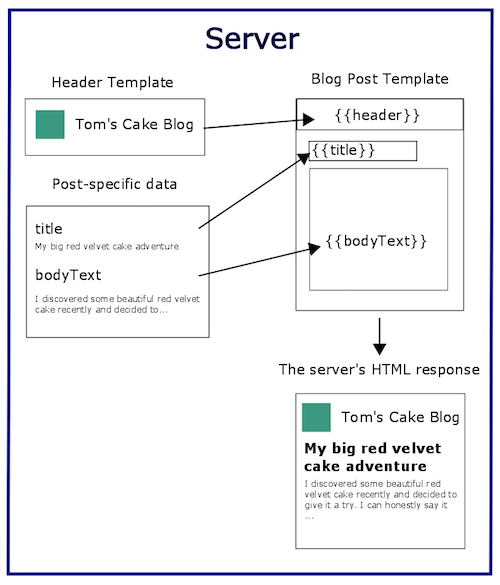 Server
Header Template
Tom's Cake Blog
Post-specific data
title
My big red velvet cake adventure
bodyText
I discovered some beautiful red velvet
cake recently and decided to...
Blog Post Template
{{header}}
{{title}}
{{bodyText}}
The server's HTML response
Tom's Cake Blog
My big red velvet
cake adventure
I discovered some beautiful red
velvet cake recently and decided to
give it a try. I can honestly say it
...